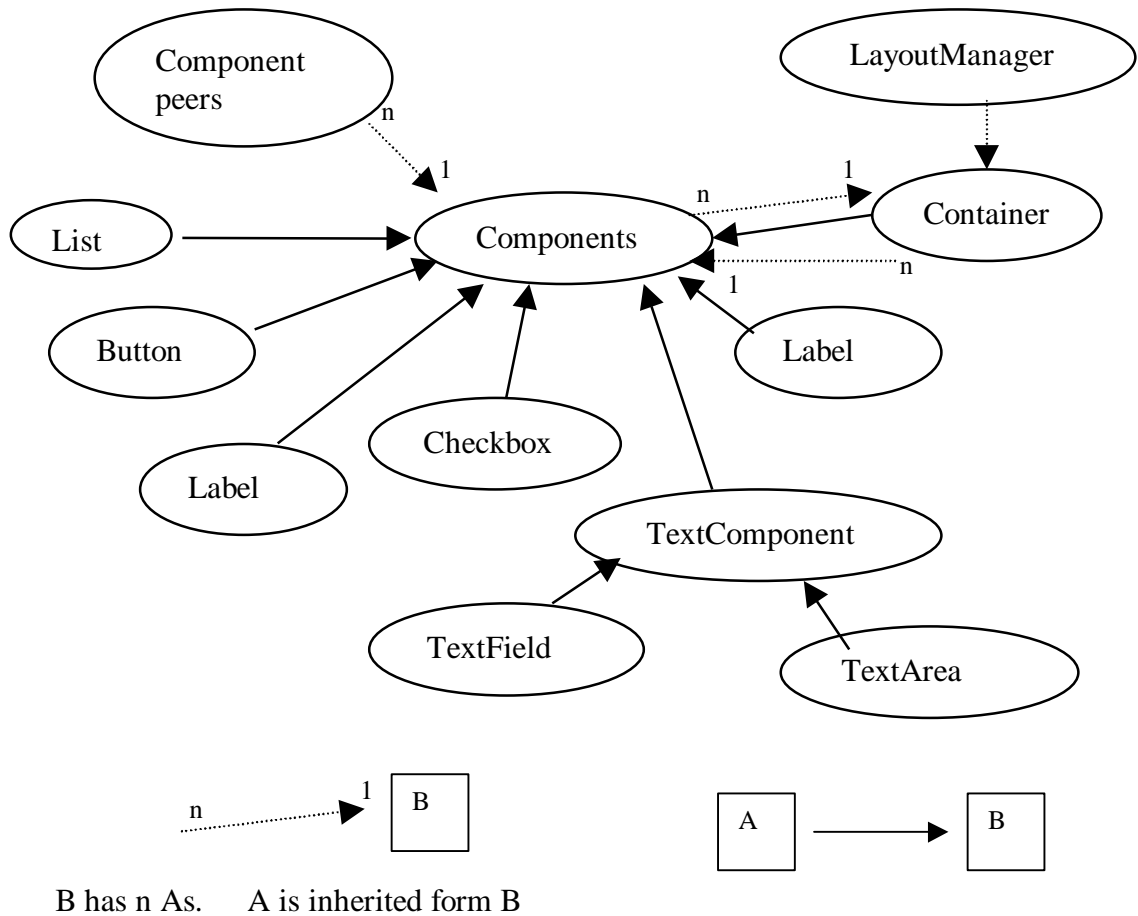 Component
peers
LayoutManager
n
1
n
1
List
Components
Container
n
1
Button
Label
Label
Checkbox
TextComponent
TextField
TextArea
n
1
B
A
B
B has n As. A is inherited form B